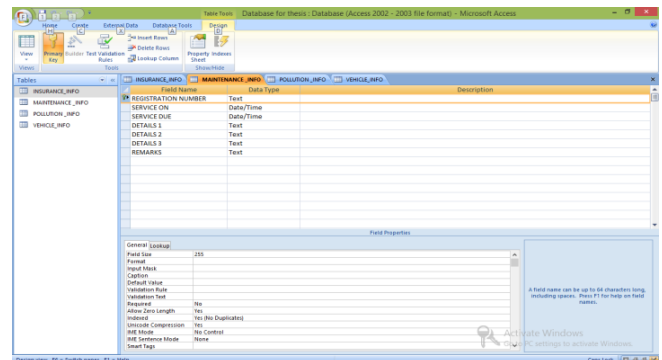 Table Tools Database for thesis : Database (Access 2002 - 2003 file format) - Microsoft Access
Home Create External Data Database Tools Design
View Primary Key Builder Test Validation Rules Insert Rows Delete Rows Lookup Column Property Sheet Indexes
Views Tools Show/Hide
Tables
INSURANCE_INFO
MAINTENANCE_INFO
POLLUTION_INFO
VEHICLE_INFO
INSURANCE_INFO MAINTENANCE_INFO POLLUTION_INFO VEHICLE_INFO
Field Name Data Type Description
REGISTRATION NUMBER Text
SERVICE ON Date/Time
SERVICE DUE Date/Time
DETAILS 1 Text
DETAILS 2 Text
DETAILS 3 Text
REMARKS Text
Field Properties
General Lookup
Field Size 255
Format
Input Mask
Caption
Default Value
Validation Rule
Validation Text
Required No
Allow Zero Length Yes
Indexed Yes (No Duplicates)
Unicode Compression Yes
IME Mode No Control
IME Sentence Mode None
Smart Tags
A field name can be up to 64 characters long,
including spaces. Press F1 for help on field
names.
Activate Windows
Go to PC settings to activate Windows.